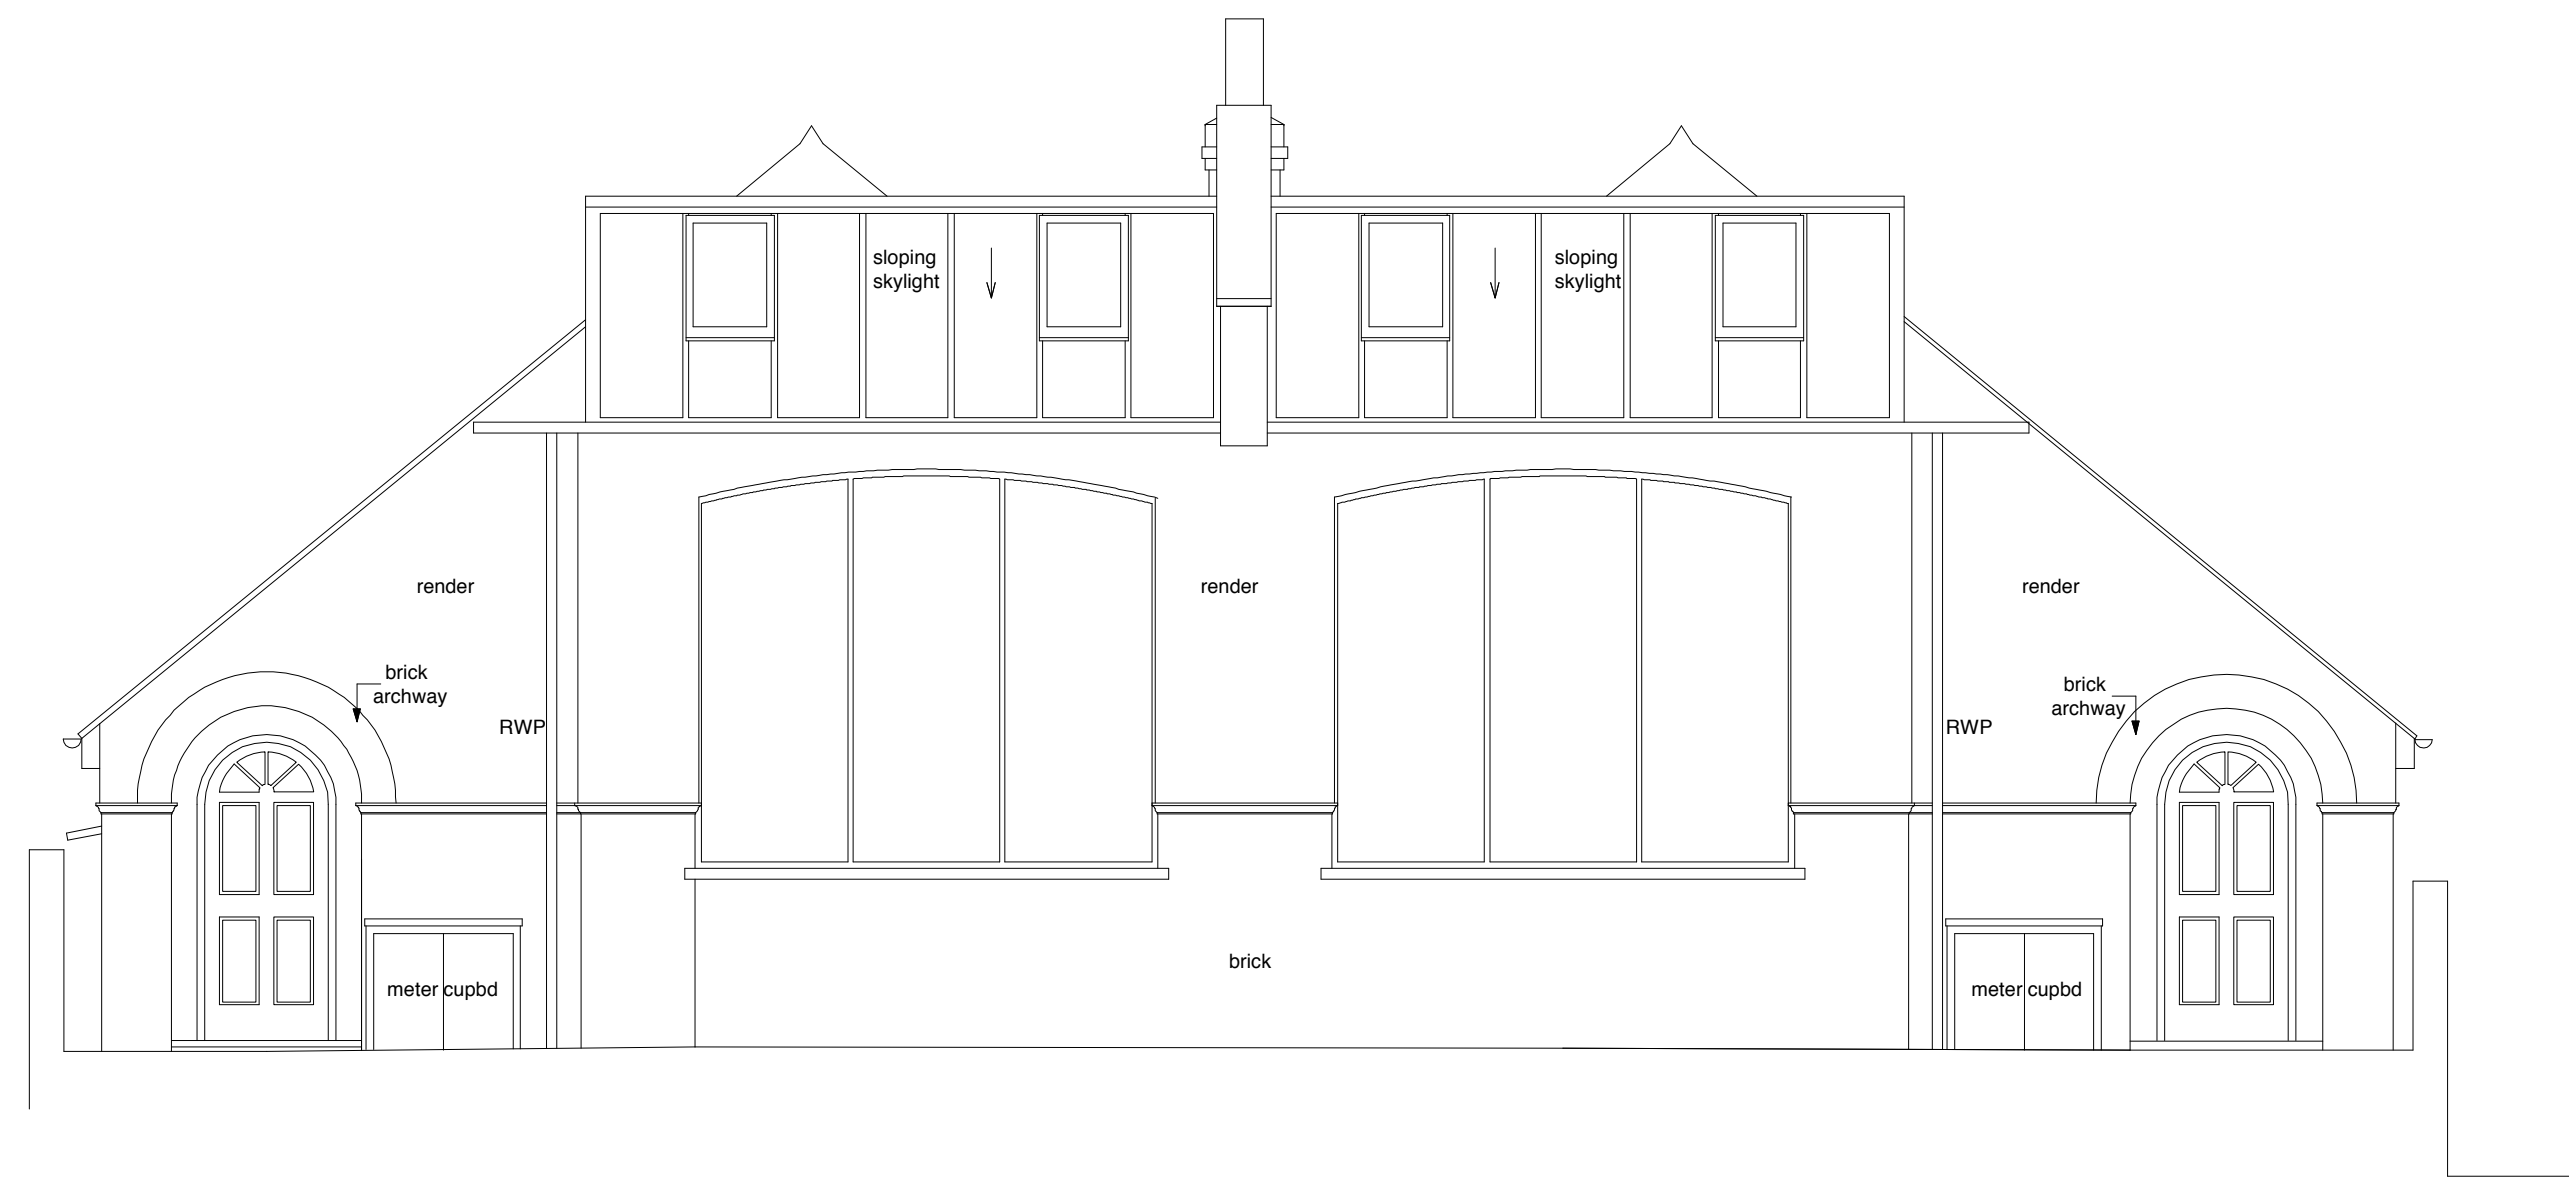 sloping
skylight
sloping
skylight
render
render
render
brick
archway
brick
archway
RWP
RWP
brick
meter cupbd
meter cupbd